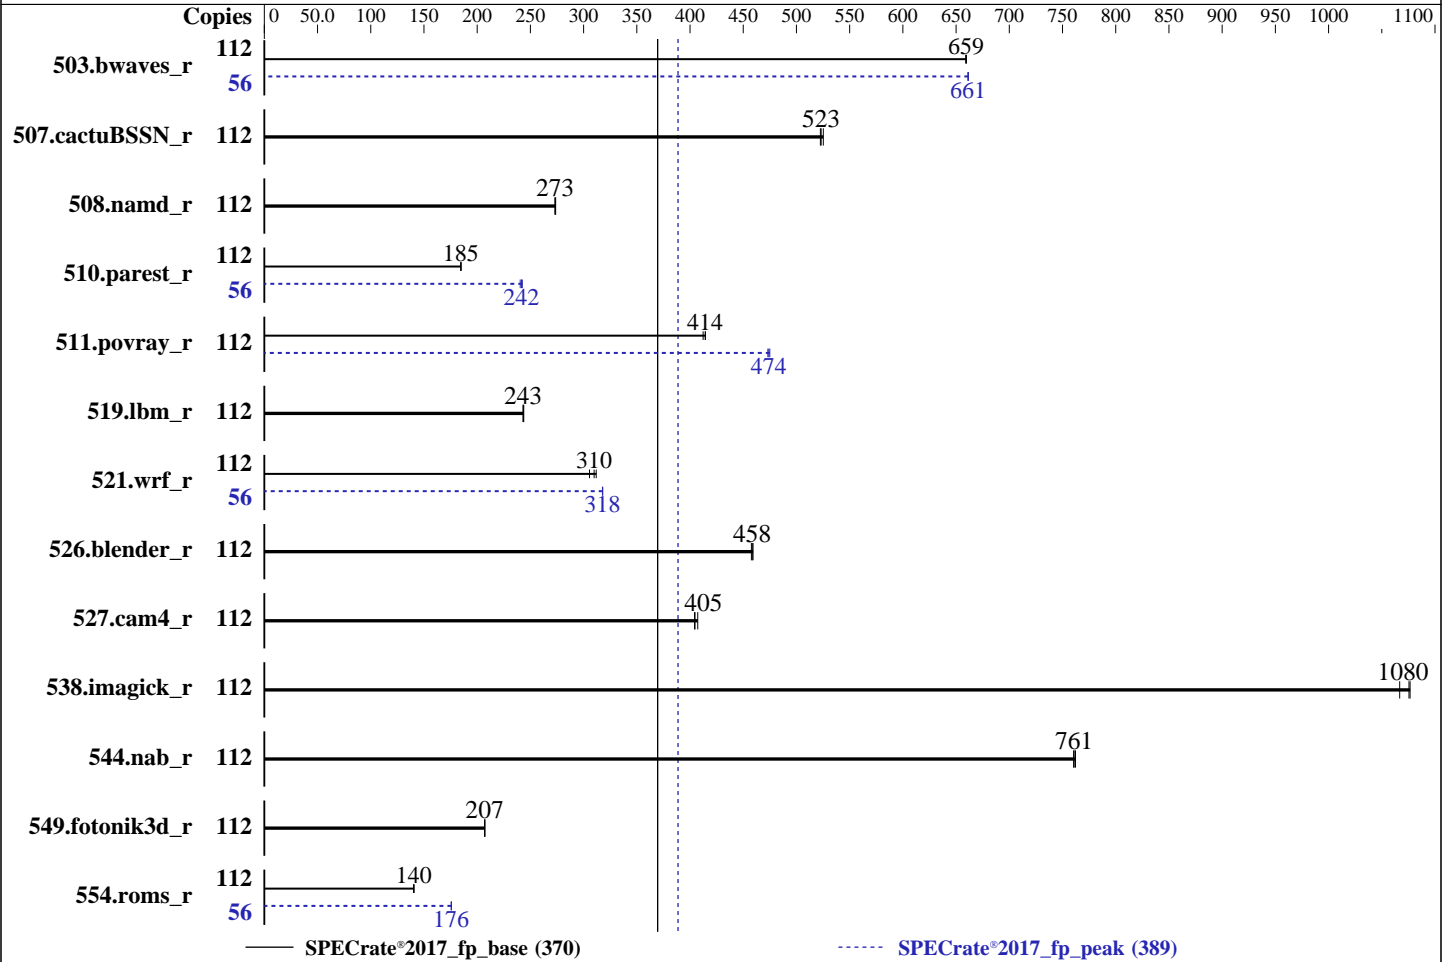 Copies 0 50.0 100 150 200 250 300 350 400 450 500 550 600 650 700 750 800 850 900 950 1000 1100
503.bwaves_r 112 659
56 661
507.cactuBSSN_r 112 523
508.namd_r 112 273
510.parest_r 112 185
56 242
511.povray_r 112 414
474
519.lbm_r 112 243
521.wrf_r 112 310
56 318
526.blender_r 112 458
527.cam4_r 112 405
538.imagick_r 112 1080
544.nab_r 112 761
549.fotonik3d_r 112 207
554.roms_r 112 140
56 176
SPECrate®2017_fp_base (370) SPECrate®2017_fp_peak (389)